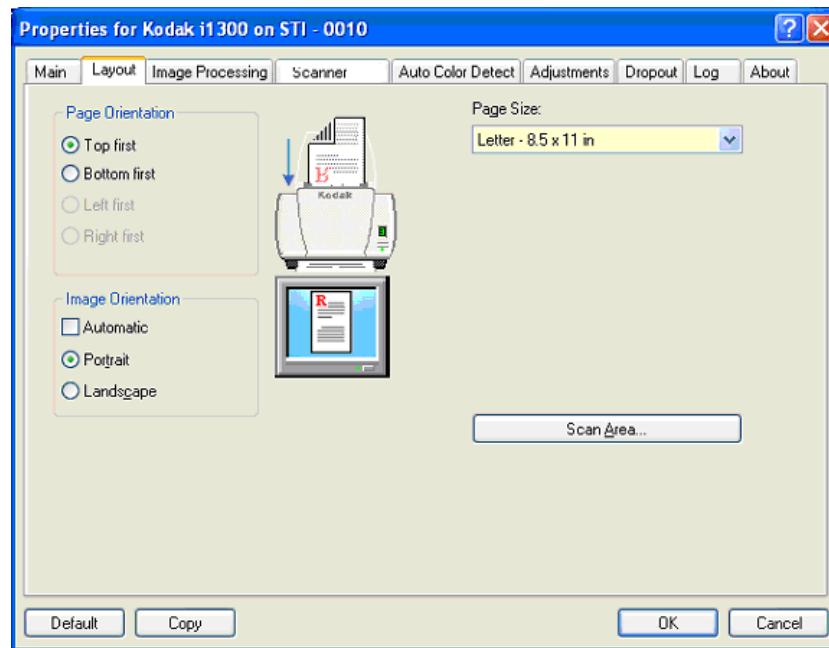 Properties for Kodak i1300 on STI - 0010
Main Layout Image Processing Scanner Auto Color Detect Adjustments Dropout Log About
Page Orientation
Top first
Bottom first
Left first
Right first
Kodak
Page Size:
Letter - 8.5 x 11 in
Image Orientation
Automatic
Portrait
Landscape
R
Scan Area...
Default Copy OK Cancel